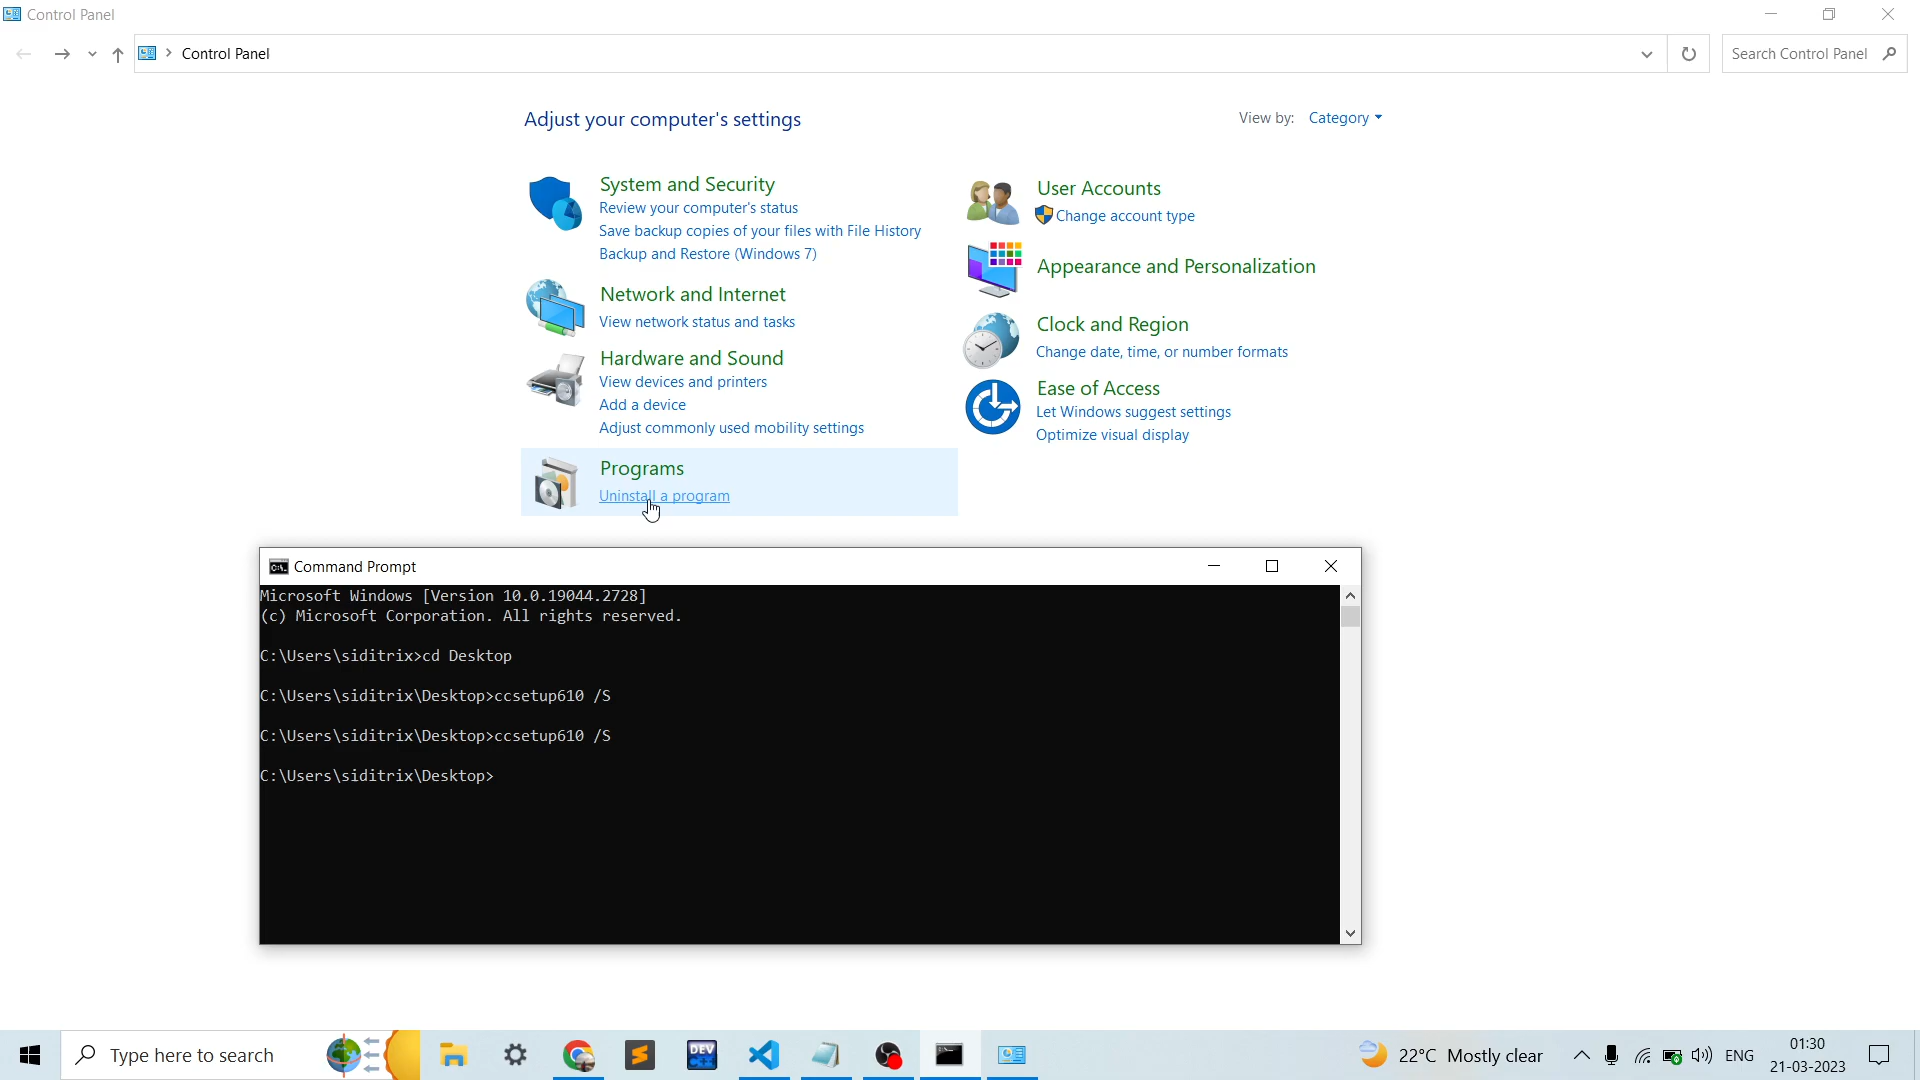 Control Panel
Control Panel
Search Control Panel
Adjust your computer's settings
View by: Category
System and Security
Review your computer's status
Save backup copies of your files with File History
Backup and Restore (Windows 7)
Network and Internet
View network status and tasks
Hardware and Sound
View devices and printers
Add a device
Adjust commonly used mobility settings
Programs
Uninstall a program
User Accounts
Change account type
Appearance and Personalization
Clock and Region
Change date, time, or number formats
Ease of Access
Let Windows suggest settings
Optimize visual display
C:\. Command Prompt
Microsoft Windows [Version 10.0.19044.2728]
(c) Microsoft Corporation. All rights reserved.
C:\Users\siditrix>cd Desktop
C:\Users\siditrix\Desktop>ccsetup610 /S
C:\Users\siditrix\Desktop>ccsetup610 /S
C:\Users\siditrix\Desktop>
Type here to search
DEV C++
22°C Mostly clear
ENG
01:30
21-03-2023